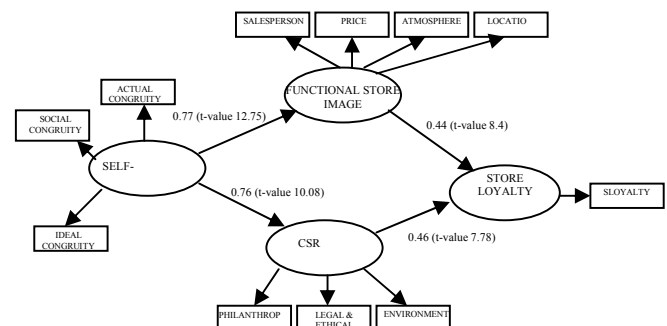 SALESPERSON
PRICE
ATMOSPHERE
LOCATIO
FUNCTIONAL STORE
IMAGE
ACTUAL
CONGRUITY
SOCIAL
CONGRUITY
0.77 (t-value 12.75)
0.44 (t-value 8.4)
SELF-
STORE
LOYALTY
SLOYALTY
0.76 (t-value 10.08)
0.46 (t-value 7.78)
IDEAL
CONGRUITY
CSR
PHILANTHROP
LEGAL &
ETHICAL
ENVIRONMENT